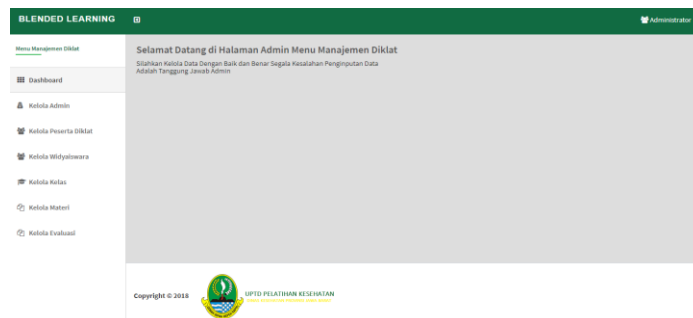 BLENDED LEARNING
Administrator
Menu Manajemen Diklat
Selamat Datang di Halaman Admin Menu Manajemen Diklat
Silahkan Kelola Data Dengan Baik dan Benar Segala Kesalahan Penginputan Data
Adalah Tanggung Jawab Admin
Dashboard
Kelola Admin
Kelola Peserta Diklat
Kelola Widyaiswara
Kelola Kelas
Kelola Materi
Kelola Evaluasi
Copyright © 2018
UPTD PELATIHAN KESEHATAN